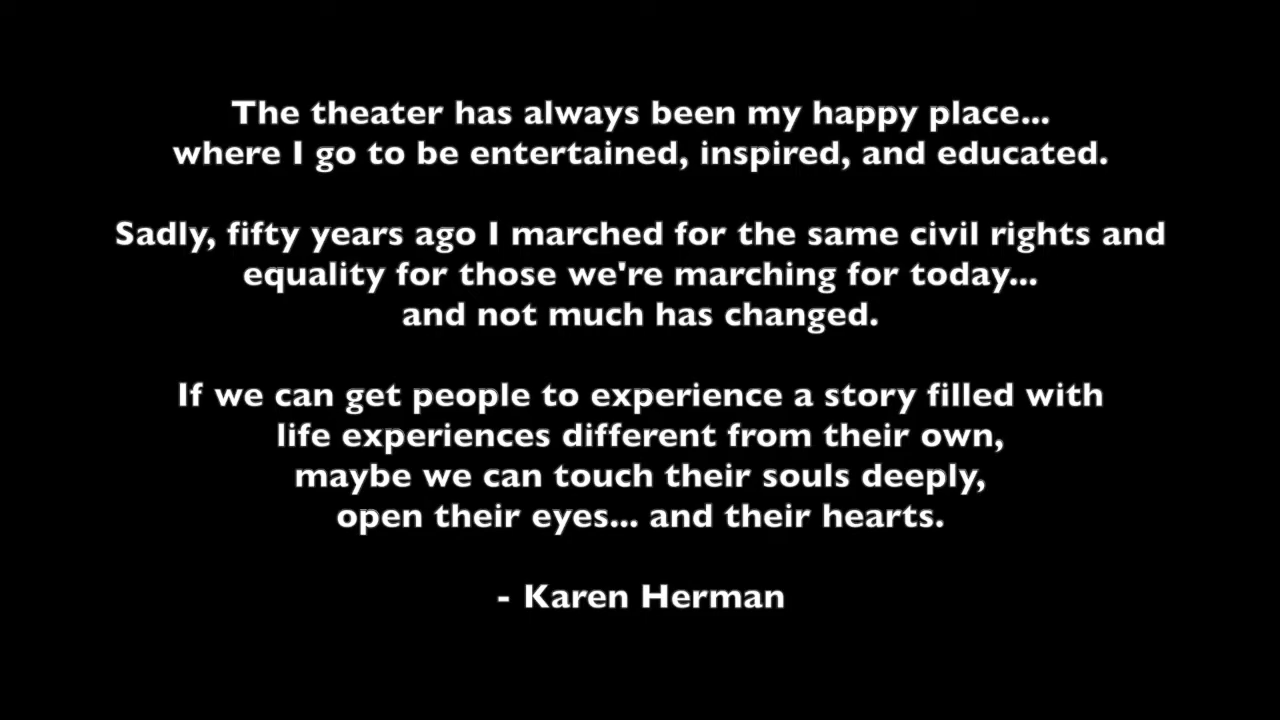 The theater has always been my happy place...
where I go to be entertained, inspired, and educated.
Sadly, fifty years ago I marched for the same civil rights and
equality for those we're marching for today...
and not much has changed.
If we can get people to experience a story filled with
life experiences different from their own,
maybe we can touch their souls deeply,
open their eyes... and their hearts.
- Karen Herman